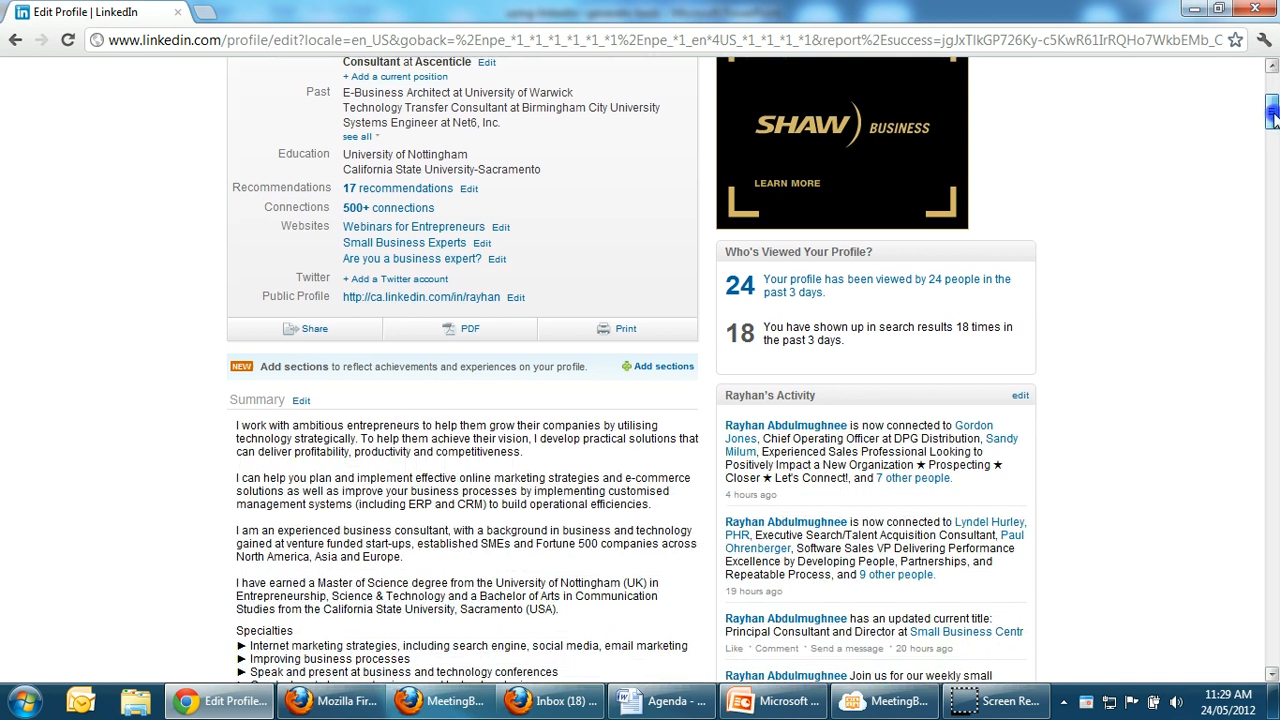 Edit Profile | LinkedIn
www.linkedin.com/profile/edit?locale=en_US&goback=%2Enpe_*1_*1_*1_*1_*1_*1%2Enpe_en*4US_*1_*1_*1_*1&report%2Esuccess=jgJxTlkGP726Ky-c5KwR61IrRQHo7WkbEMb_C
Consultant at Ascenticle Edit
+ Add a current position
Past E-Business Architect at University of Warwick
Technology Transfer Consultant at Birmingham City University
Systems Engineer at Net6, Inc.
see all
Education University of Nottingham
California State University-Sacramento
Recommendations 17 recommendations Edit
Connections 500+ connections
Websites Webinars for Entrepreneurs Edit
Small Business Experts Edit
Are you a business expert? Edit
Twitter + Add a Twitter account
Public Profile http://ca.linkedin.com/in/rayhan Edit
Share PDF Print
NEW Add sections to reflect achievements and experiences on your profile. Add sections
Summary Edit
I work with ambitious entrepreneurs to help them grow their companies by utilising
technology strategically. To help them achieve their vision, I develop practical solutions that
can deliver profitability, productivity and competitiveness.
I can help you plan and implement effective online marketing strategies and e-commerce
solutions as well as improve your business processes by implementing customised
management systems (including ERP and CRM) to build operational efficiencies.
I am an experienced business consultant, with a background in business and technology
gained at venture funded start-ups, established SMEs and Fortune 500 companies across
North America, Asia and Europe.
I have earned a Master of Science degree from the University of Nottingham (UK) in
Entrepreneurship, Science & Technology and a Bachelor of Arts in Communication
Studies from the California State University, Sacramento (USA).
Specialties
► Internet marketing strategies, including search engine, social media, email marketing
► Improving business processes
► Speak and present at business and technology conferences
SHAW) BUSINESS
LEARN MORE
Who's Viewed Your Profile?
24 Your profile has been viewed by 24 people in the
past 3 days.
18 You have shown up in search results 18 times in
the past 3 days.
Rayhan's Activity edit
Rayhan Abdulmughnee is now connected to Gordon
Jones, Chief Operating Officer at DPG Distribution, Sandy
Milum, Experienced Sales Professional Looking to
Positively Impact a New Organization ★ Prospecting ★
Closer ★ Let's Connect!, and 7 other people.
4 hours ago
Rayhan Abdulmughnee is now connected to Lyndel Hurley,
PHR, Executive Search/Talent Acquisition Consultant, Paul
Ohrenberger, Software Sales VP Delivering Performance
Excellence by Developing People, Partnerships, and
Repeatable Process, and 9 other people.
19 hours ago
Rayhan Abdulmughnee has an updated current title:
Principal Consultant and Director at Small Business Centr
Like · Comment · Send a message · 20 hours ago
Rayhan Abdulmughnee Join us for our weekly small
Edit Profile... Mozilla Firef... MeetingB... Inbox (18) ... Agenda - ... Microsoft ... MeetingB... Screen Re...
11:29 AM
24/05/2012